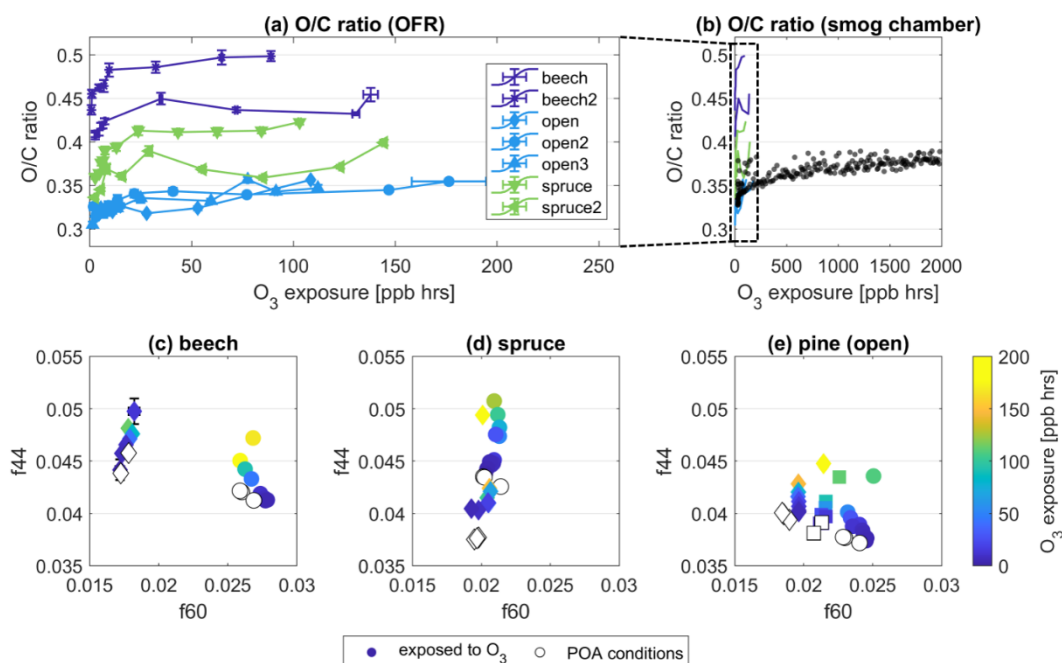 (a) O/C ratio (OFR)
0.5
0.45
0.4
0.35
0.3
O/C ratio
0 50 100 150 200 250
O3 exposure [ppb hrs]
beech
beech2
open
open2
open3
spruce
spruce2
(b) O/C ratio (smog chamber)
0.5
0.45
0.4
0.35
0.3
O/C ratio
0 500 1000 1500 2000
O3 exposure [ppb hrs]
(c) beech
0.055
0.05
0.045
0.04
0.035
f44
0.015 0.02 0.025 0.03
f60
(d) spruce
0.055
0.05
0.045
0.04
0.035
f44
0.015 0.02 0.025 0.03
f60
(e) pine (open)
0.055
0.05
0.045
0.04
0.035
f44
0.015 0.02 0.025 0.03
f60
200
150
100
50
0
O3 exposure [ppb hrs]
exposed to O3 POA conditions